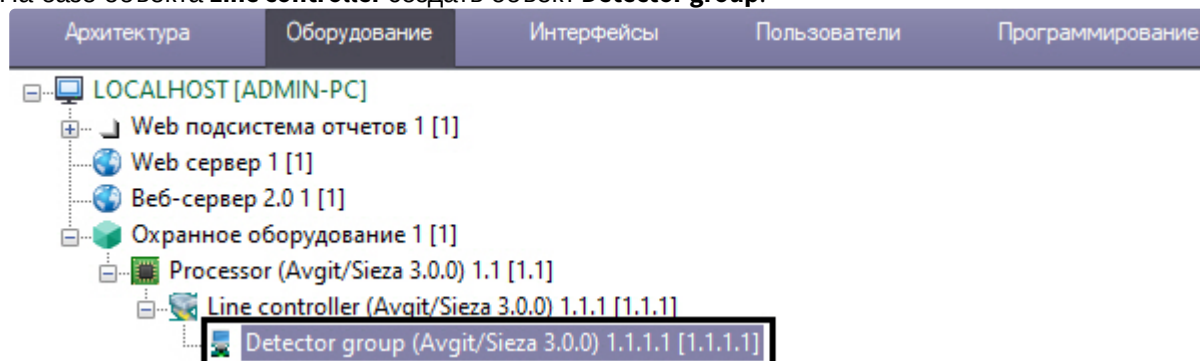 На базе объекта Line controller создать объект Detector group.
Архитектура Оборудование Интерфейсы Пользователи Программирование
LOCALHOST [ADMIN-PC]
Web подсистема отчетов 1 [1]
Web сервер 1 [1]
Веб-сервер 2.0 1 [1]
Охранное оборудование 1 [1]
Processor (Avgit/Sieza 3.0.0) 1.1 [1.1]
Line controller (Avgit/Sieza 3.0.0) 1.1.1 [1.1.1]
Detector group (Avgit/Sieza 3.0.0) 1.1.1.1 [1.1.1.1]